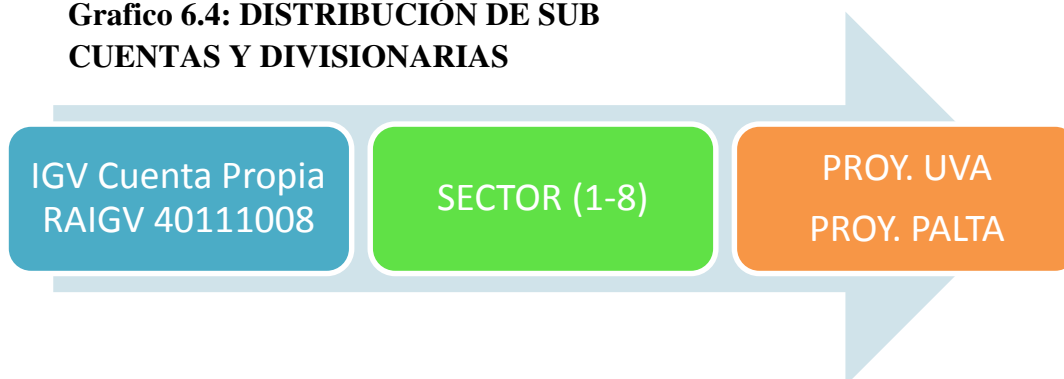 Grafico 6.4: DISTRIBUCIÓN DE SUB
CUENTAS Y DIVISIONARIAS
IGV Cuenta Propia
RAIGV 40111008
SECTOR (1-8)
PROY. UVA
PROY. PALTA